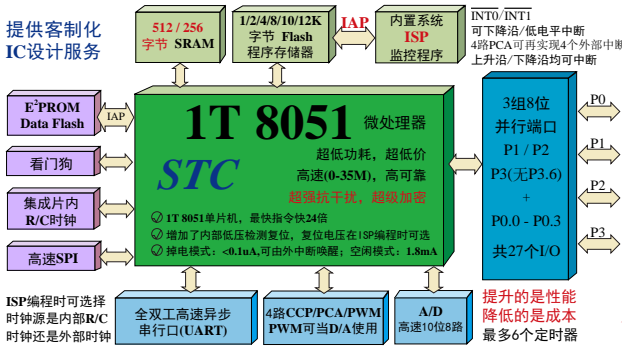 提供客制化
IC设计服务
512 / 256
字节 SRAM
1/2/4/8/10/12K
字节 Flash
程序存储器
IAP
内置系统
ISP
监控程序
INT0/INT1
可下降沿/低电平中断
4路PCA可再实现4个外部中断
上升沿/下降沿均可中断
E²PROM
Data Flash
IAP
看门狗
集成片内
R/C时钟
高速SPI
1T 8051 微处理器
STC
超低功耗，超低价
高速(0-35M)，高可靠
超强抗干扰，超级加密
1T 8051单片机，最快指令快24倍
增加了内部低压检测复位，复位电压在ISP编程时可选
掉电模式：<0.1uA,可由外中断唤醒；空闲模式：1.8mA
3组8位
并行端口
P1 / P2
P3(无P3.6)
+
P0.0 - P0.3
共27个I/O
P0
P1
P2
P3
ISP编程时可选择
时钟源是内部R/C
时钟还是外部时钟
全双工高速异步
串行口(UART)
4路CCP/PCA/PWM
PWM可当D/A使用
A/D
高速10位8路
提升的是性能
降低的是成本
最多6个定时器